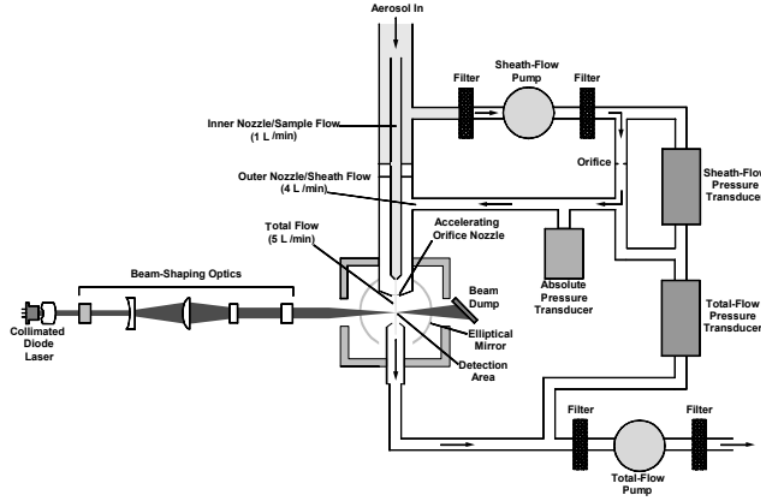 Aerosol In
Sheath-Flow
Pump
Filter
Filter
Inner Nozzle/Sample Flow
(1 L /min)
Orifice
Outer Nozzle/Sheath Flow
(4 L/min)
Sheath-Flow
Pressure
Transducer
Total Flow
(5 L/min)
Accelerating
Orifice Nozzle
Beam-Shaping Optics
Beam
Dump
Absolute
Pressure
Transducer
Total-Flow
Pressure
Transducer
Collimated
Diode
Laser
Elliptical
Mirror
Detection
Area
Filter
Filter
Total-Flow
Pump